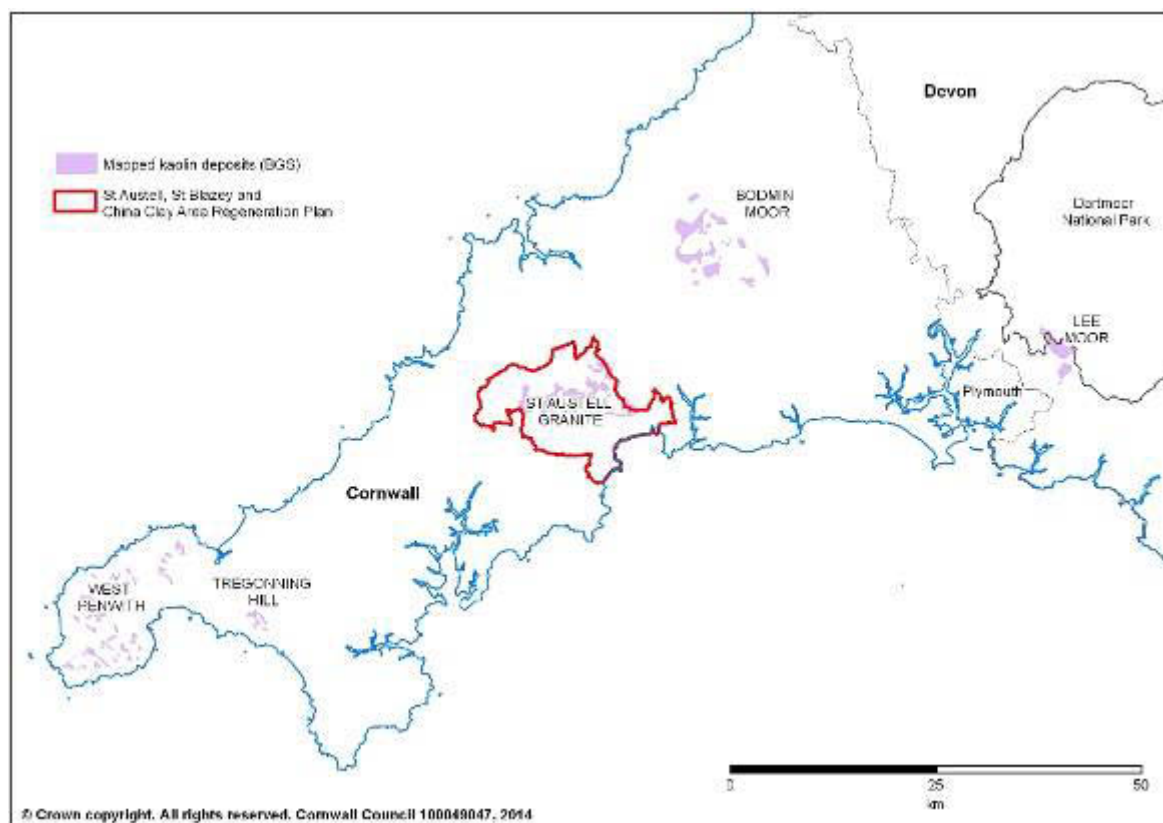 Devon
Mapped kaolin deposits (BGS)
St Austell, St Blazey and
China Clay Area Regeneration Plan
BODMIN
MOOR
Dartmoor
National Park
LEE
MOOR
Plymouth
ST AUSTELL
GRANITE
Cornwall
WEST
PENWITH
TREGONNING
HILL
0 25 50
km
© Crown copyright. All rights reserved. Cornwall Council 100049047, 2014